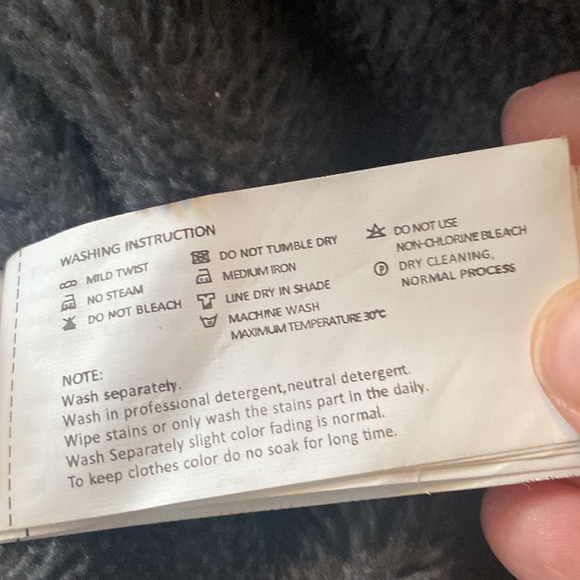 WASHING INSTRUCTION
MILD TWIST
NO STEAM
DO NOT BLEACH
DO NOT TUMBLE DRY
MEDIUM IRON
LINE DRY IN SHADE
MACHINE WASH
MAXIMUM TEMPERATURE 30℃
DO NOT USE
NON-CHLORINE BLEACH
P DRY CLEANING,
NORMAL PROCESS
NOTE:
Wash separately.
Wash in professional detergent,neutral detergent.
Wipe stains or only wash the stains part in the daily.
Wash Separately slight color fading is normal.
To keep clothes color do no soak for long time.